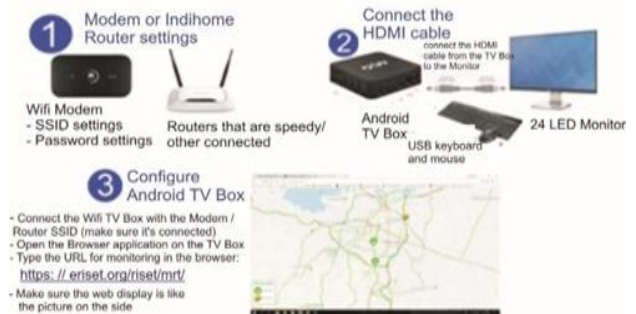 1 Modem or Indihome
Router settings
Wifi Modem
- SSID settings
- Password settings
Routers that are speedy/
other connected
2 Connect the
HDMI cable
connect the HDMI
cable from the TV Box
to the Monitor
Android
TV Box
USB keyboard
and mouse
24 LED Monitor
3 Configure
Android TV Box
- Connect the Wifi TV Box with the Modem /
Router SSID (make sure it's connected)
- Open the Browser application on the TV Box
- Type the URL for monitoring in the browser:
https: // eriset.org/riset/mrt/
- Make sure the web display is like
the picture on the side